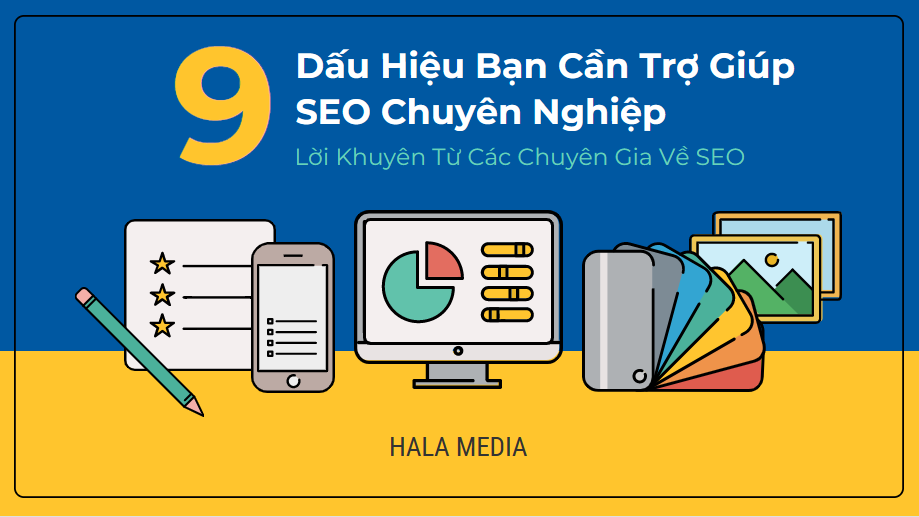 9
Dấu Hiệu Bạn Cần Trợ Giúp
SEO Chuyên Nghiệp
Lời Khuyên Từ Các Chuyên Gia Về SEO
HALA MEDIA